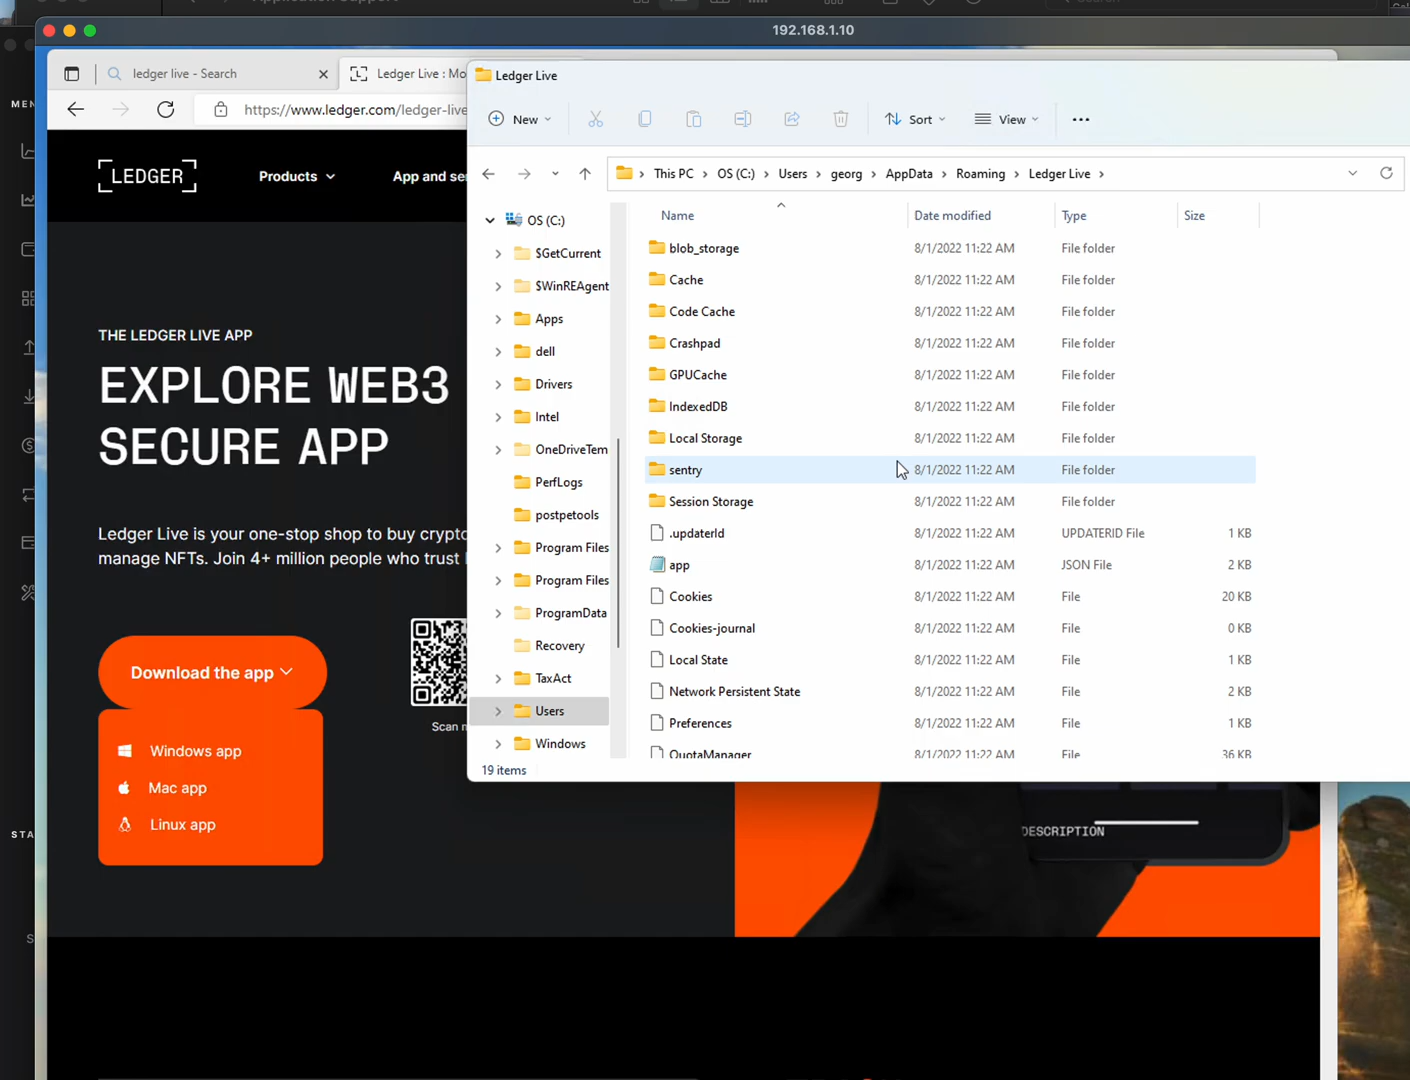 192.168.1.10
ledger live - Search
Ledger Live : Mo
https://www.ledger.com/ledger-live
LEDGER
Products
App and se
THE LEDGER LIVE APP
EXPLORE WEB3
SECURE APP
Ledger Live is your one-stop shop to buy crypto
manage NFTs. Join 4+ million people who trust
Download the app
Windows app
Mac app
Linux app
Scan
Ledger Live
New
Sort
View
This PC > OS (C:) > Users > georg > AppData > Roaming > Ledger Live >
OS (C:)
$GetCurrent
$WinREAgent
Apps
dell
Drivers
Intel
OneDriveTem
PerfLogs
postpetools
Program Files
Program Files
ProgramData
Recovery
TaxAct
Users
Windows
Name Date modified Type Size
blob_storage 8/1/2022 11:22 AM File folder
Cache 8/1/2022 11:22 AM File folder
Code Cache 8/1/2022 11:22 AM File folder
Crashpad 8/1/2022 11:22 AM File folder
GPUCache 8/1/2022 11:22 AM File folder
IndexedDB 8/1/2022 11:22 AM File folder
Local Storage 8/1/2022 11:22 AM File folder
sentry 8/1/2022 11:22 AM File folder
Session Storage 8/1/2022 11:22 AM File folder
.updaterId 8/1/2022 11:22 AM UPDATERID File 1 KB
app 8/1/2022 11:22 AM JSON File 2 KB
Cookies 8/1/2022 11:22 AM File 20 KB
Cookies-journal 8/1/2022 11:22 AM File 0 KB
Local State 8/1/2022 11:22 AM File 1 KB
Network Persistent State 8/1/2022 11:22 AM File 2 KB
Preferences 8/1/2022 11:22 AM File 1 KB
QuotaManager 8/1/2022 11:22 AM File 36 KB
19 items
DESCRIPTION
MEN
STA
S